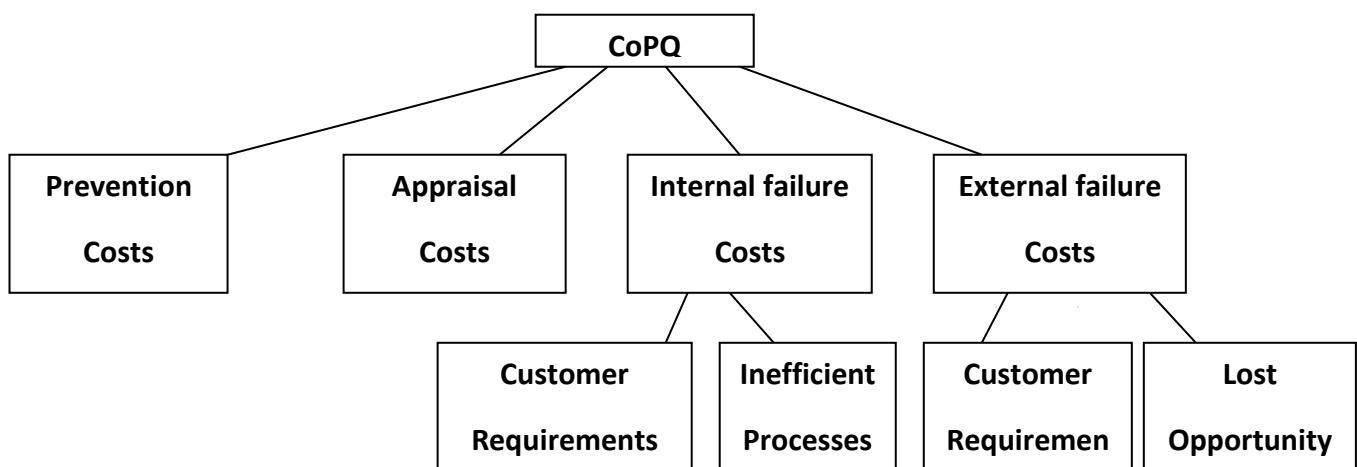 CoPQ
Prevention
Costs
Appraisal
Costs
Internal failure
Costs
External failure
Costs
Customer
Requirements
Inefficient
Processes
Customer
Requiremen
Lost
Opportunity